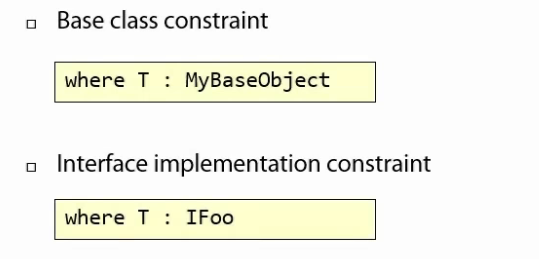 Base class constraint
where T : MyBaseObject
Interface implementation constraint
where T : IFoo